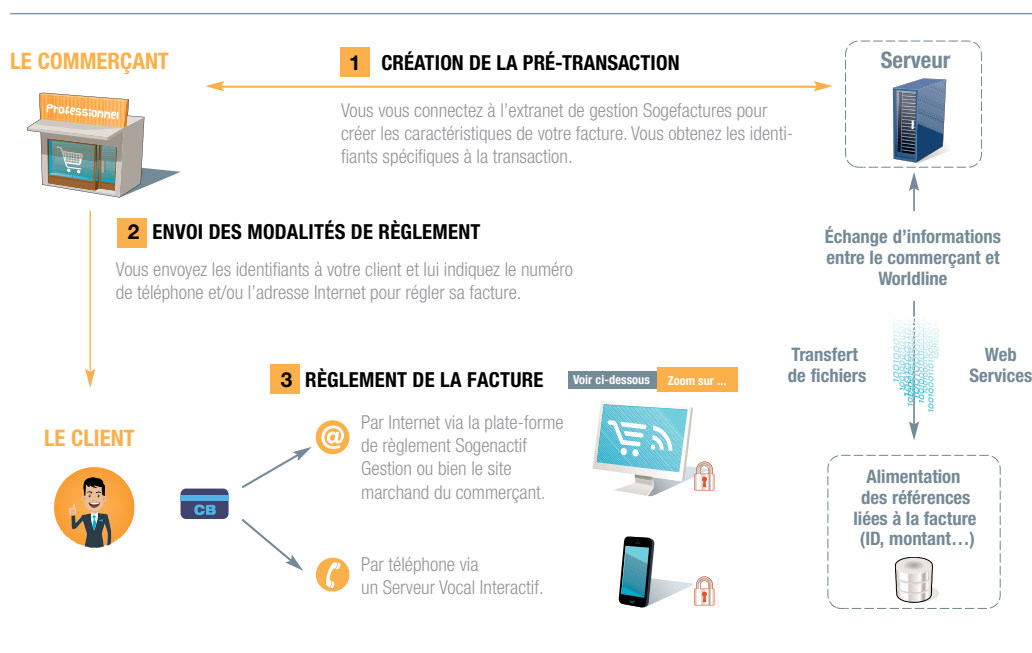 LE COMMERÇANT
Professionnel
1 CRÉATION DE LA PRÉ-TRANSACTION
Vous vous connectez à l'extranet de gestion Sogefactures pour
créer les caractéristiques de votre facture. Vous obtenez les identi-
fiants spécifiques à la transaction.
Serveur
2 ENVOI DES MODALITÉS DE RÈGLEMENT
Vous envoyez les identifiants à votre client et lui indiquez le numéro
de téléphone et/ou l'adresse Internet pour régler sa facture.
Échange d'informations
entre le commerçant et
Worldline
Transfert
de fichiers
Web
Services
3 RÈGLEMENT DE LA FACTURE
Voir ci-dessous Zoom sur ...
LE CLIENT
CB
@
Par Internet via la plate-forme
de règlement Sogenactif
Gestion ou bien le site
marchand du commerçant.
Par téléphone via
un Serveur Vocal Interactif.
Alimentation
des références
liées à la facture
(ID, montant…)